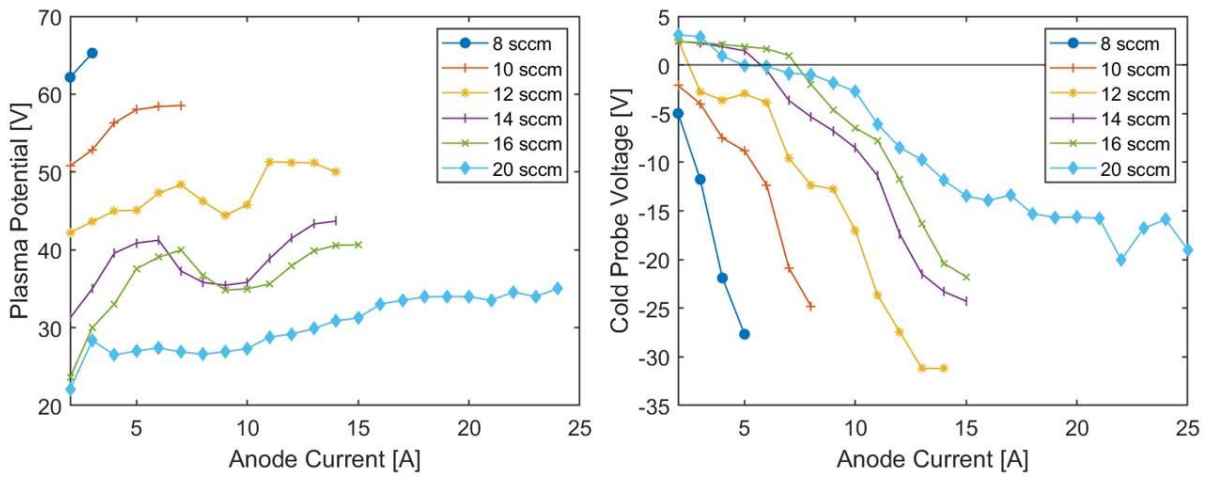 70
60
50
40
30
20
5
10
15
20
25
Plasma Potential [V]
Anode Current [A]
8 sccm
10 sccm
12 sccm
14 sccm
16 sccm
20 sccm
5
0
-5
-10
-15
-20
-25
-30
-35
5
10
15
20
25
Cold Probe Voltage [V]
Anode Current [A]
8 sccm
10 sccm
12 sccm
14 sccm
16 sccm
20 sccm